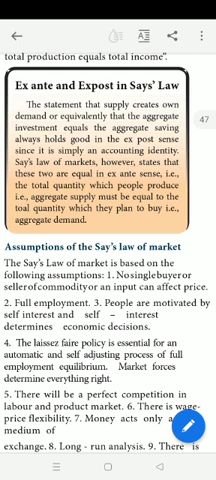 total production equals total income".
Ex ante and Expost in Says' Law
The statement that supply creates own
demand or equivalently that the aggregate
investment equals the aggregate saving
always holds good in the ex post sense
since it is simply an accounting identity.
Say's law of markets, however, states that
these two are equal in ex ante sense, i.e.,
the total quantity which people produce
i.e., aggregate supply must be equal to the
toal quantity which they plan to buy i.e.,
aggregate demand.
47
Assumptions of the Say's law of market
The Say's Law of market is based on the
following assumptions: 1. No single buyer or
seller of commodity or an input can affect price.
2. Full employment. 3. People are motivated by
self interest and self – interest
determines economic decisions.
4. The laissez faire policy is essential for an
automatic and self adjusting process of full
employment equilibrium. Market forces
determine everything right.
5. There will be a perfect competition in
labour and product market. 6. There is wage-
price flexibility. 7. Money acts only a
medium of
exchange. 8. Long - run analysis. 9. There is